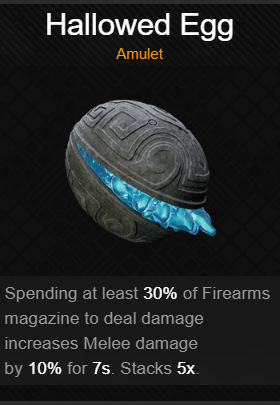 Hallowed Egg
Amulet
Spending at least 30% of Firearms
magazine to deal damage
increases Melee damage
by 10% for 7s. Stacks 5x.